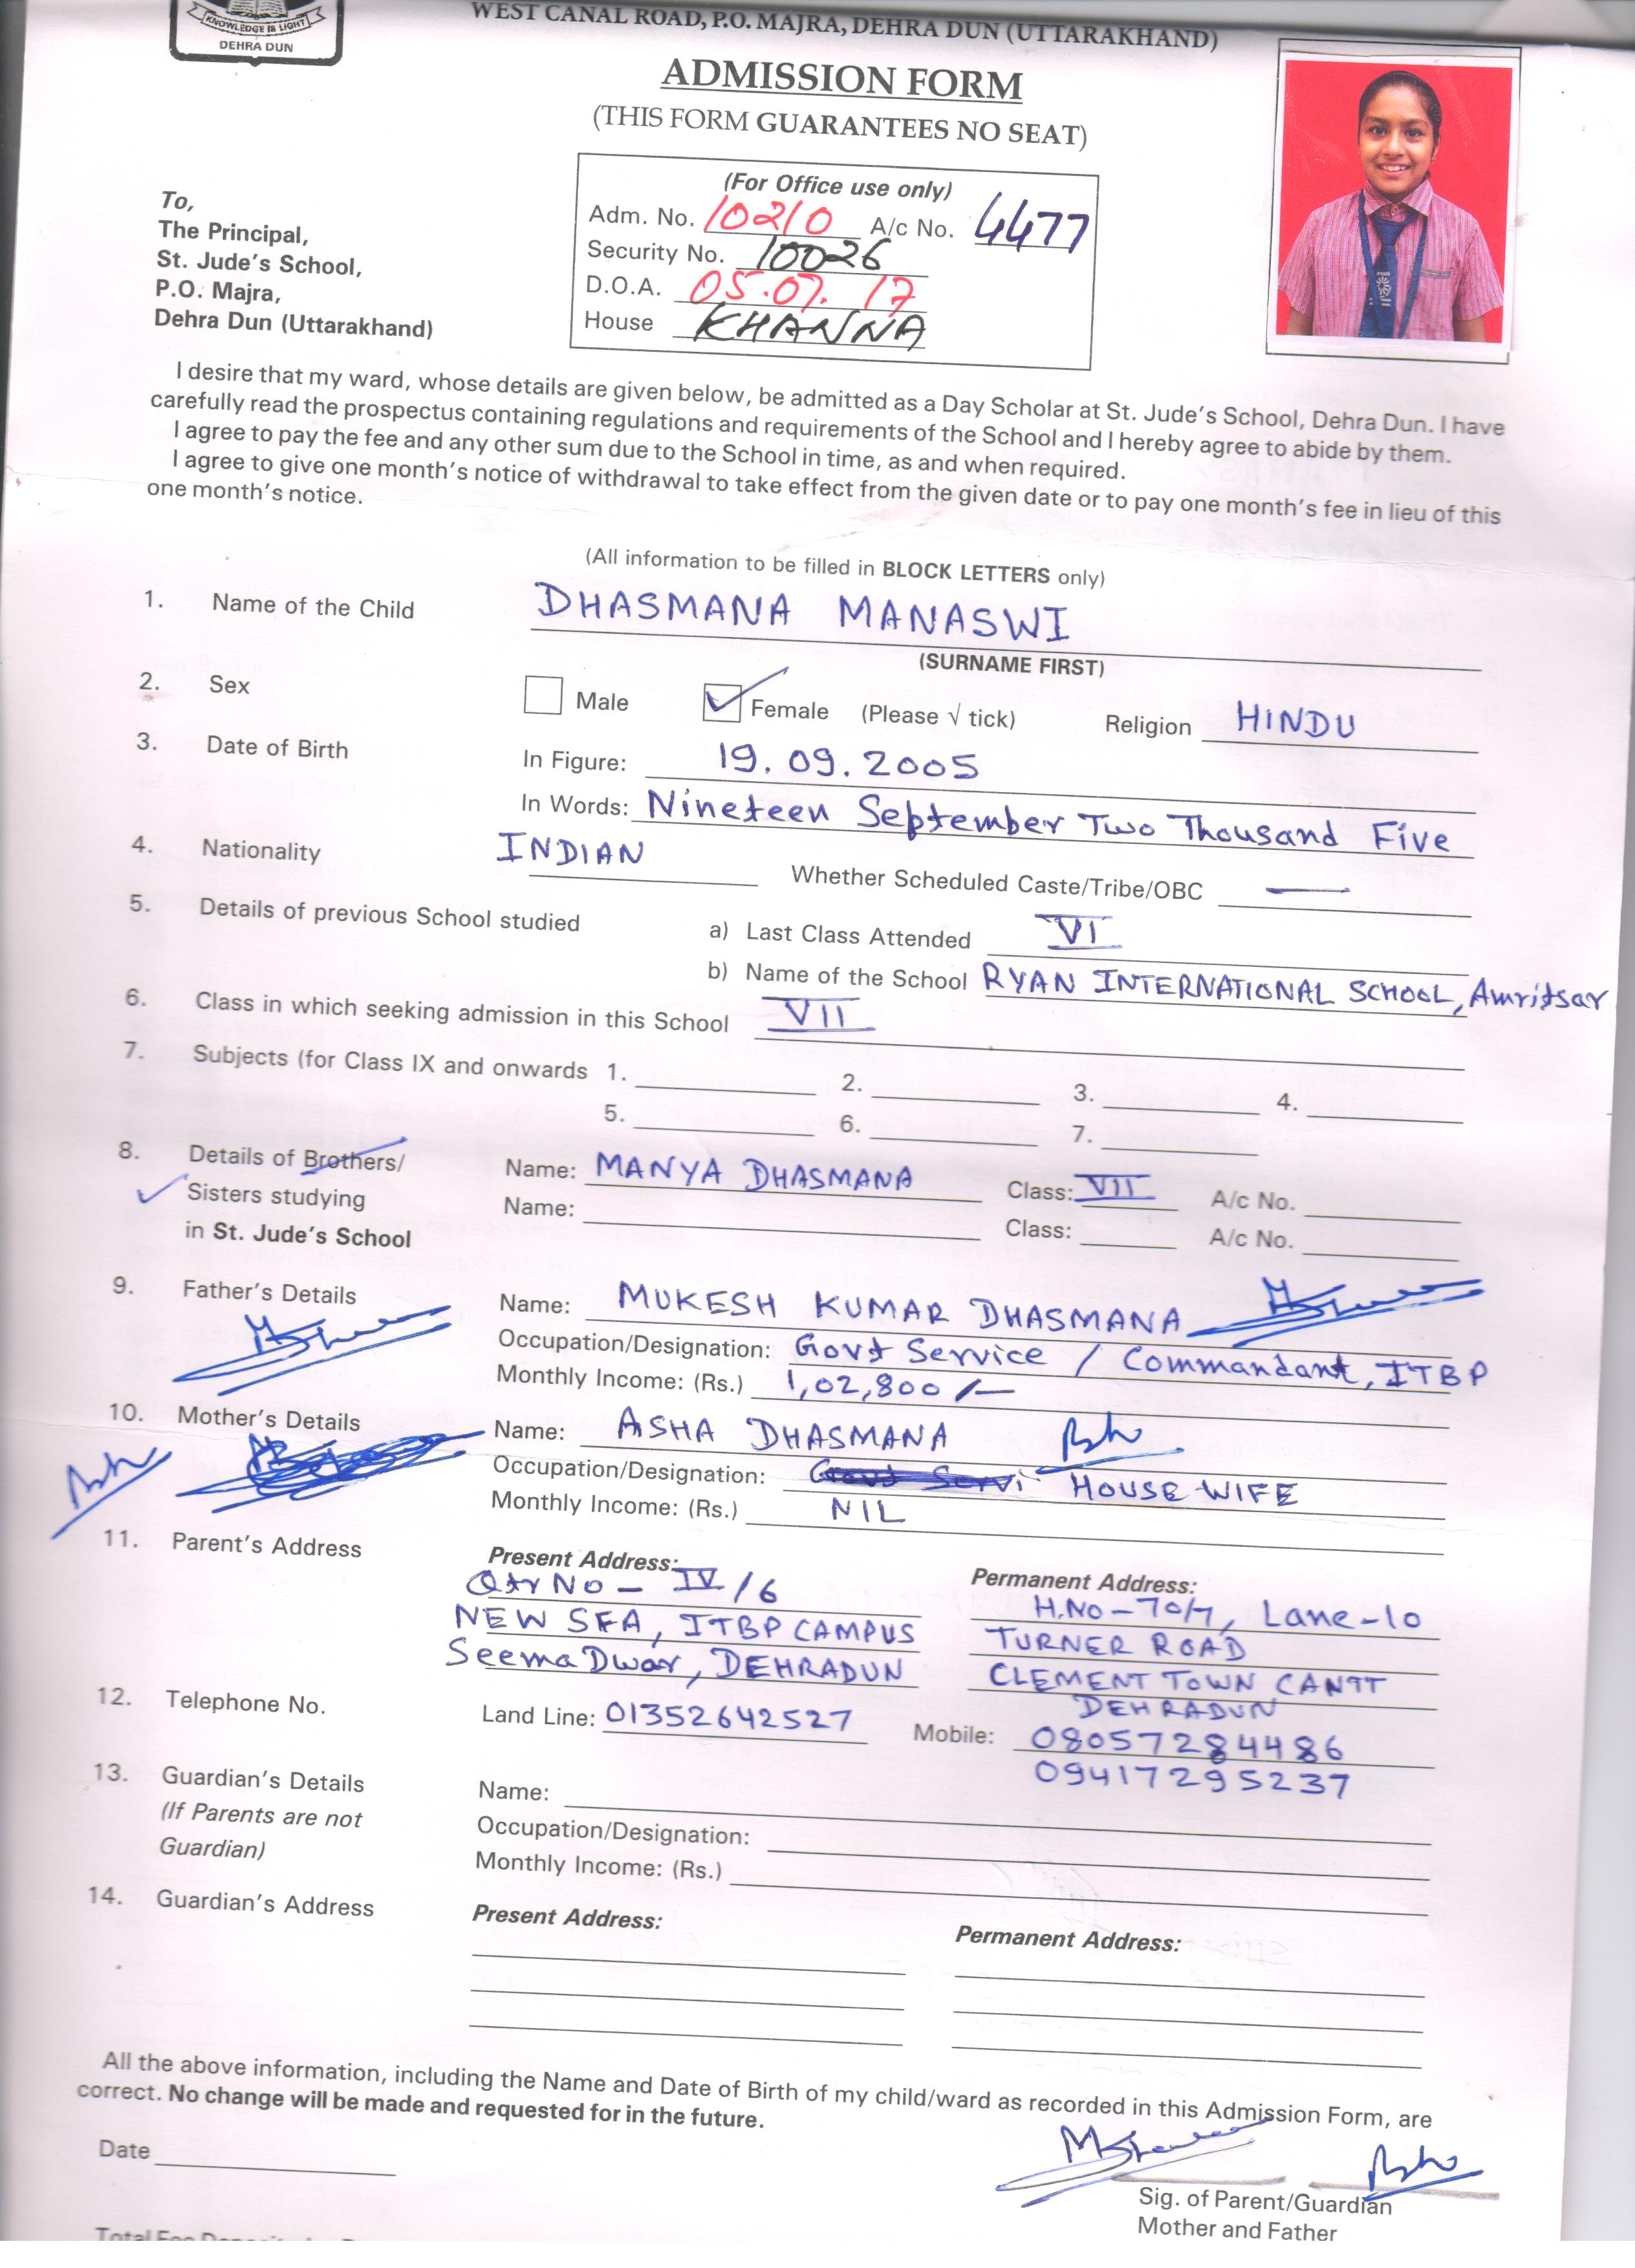 KNOWLEDGE IS LIGHT
DEHRA DUN
WEST CANAL ROAD, P.O. MAJRA, DEHRA DUN (UTTARAKHAND)
ADMISSION FORM
(THIS FORM GUARANTEES NO SEAT)
(For Office use only)
Adm. No. 10210 A/c No. 4477
Security No. 10026
D.O.A. 05.07.17
House KHANNA
To,
The Principal,
St. Jude's School,
P.O. Majra,
Dehra Dun (Uttarakhand)
I desire that my ward, whose details are given below, be admitted as a Day Scholar at St. Jude's School, Dehra Dun. I have
carefully read the prospectus containing regulations and requirements of the School and I hereby agree to abide by them.
I agree to pay the fee and any other sum due to the School in time, as and when required.
I agree to give one month's notice of withdrawal to take effect from the given date or to pay one month's fee in lieu of this
one month's notice.
(All information to be filled in BLOCK LETTERS only)
1. Name of the Child DHASMANA MANASWI
(SURNAME FIRST)
2. Sex Male Female (Please √ tick) Religion HINDU
3. Date of Birth In Figure: 19.09.2005
In Words: Nineteen September Two Thousand Five
4. Nationality INDIAN Whether Scheduled Caste/Tribe/OBC —
5. Details of previous School studied a) Last Class Attended VI
b) Name of the School RYAN INTERNATIONAL SCHOOL, Amritsar
6. Class in which seeking admission in this School VII
7. Subjects (for Class IX and onwards 1. 2. 3. 4.
5. 6. 7.
8. Details of Brothers/ Name: MANYA DHASMANA Class: VII A/c No.
Sisters studying Name: Class: A/c No.
in St. Jude's School
9. Father's Details Name: MUKESH KUMAR DHASMANA
Occupation/Designation: Govt Service / Commandant, ITBP
Monthly Income: (Rs.) 1,02,800/-
10. Mother's Details Name: ASHA DHASMANA
Occupation/Designation: Govt Servi HOUSE WIFE
Monthly Income: (Rs.) NIL
11. Parent's Address Present Address: Permanent Address:
Qtr No - IV/6 H.No-70/7, Lane-10
NEW SFA, ITBP CAMPUS TURNER ROAD
Seema Dwar, DEHRADUN CLEMENT TOWN CANTT
DEHRADUN
12. Telephone No. Land Line: 01352642527 Mobile: 08057284486
09417295237
13. Guardian's Details Name:
(If Parents are not Occupation/Designation:
Guardian) Monthly Income: (Rs.)
14. Guardian's Address Present Address: Permanent Address:
All the above information, including the Name and Date of Birth of my child/ward as recorded in this Admission Form, are
correct. No change will be made and requested for in the future.
Date
Sig. of Parent/Guardian
Mother and Father